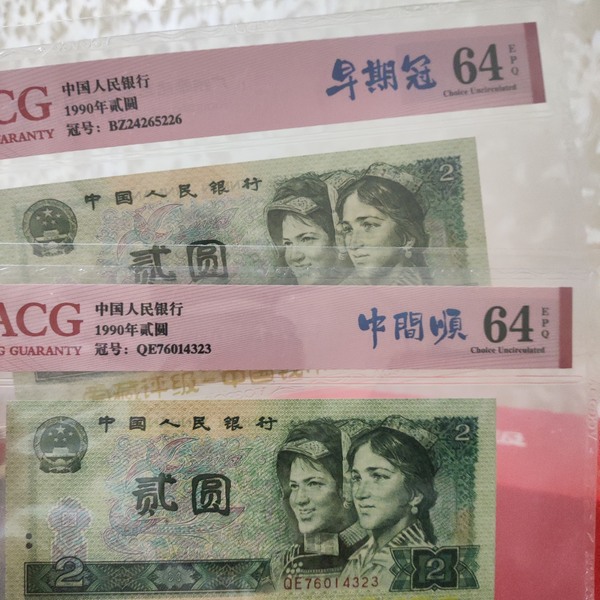 CG
ARANTY
中国人民银行
1990年贰圆
冠号：BZ24265226
早期冠
64
EPQ
Choice Uncirculated
中国人民银行
贰圆
2
ACG
G GUARANTY
中国人民银行
1990年贰圆
冠号：QE76014323
中間順
64
EPQ
Choice Uncirculated
中国人民银行
贰圆
2
2
QE76014323
2